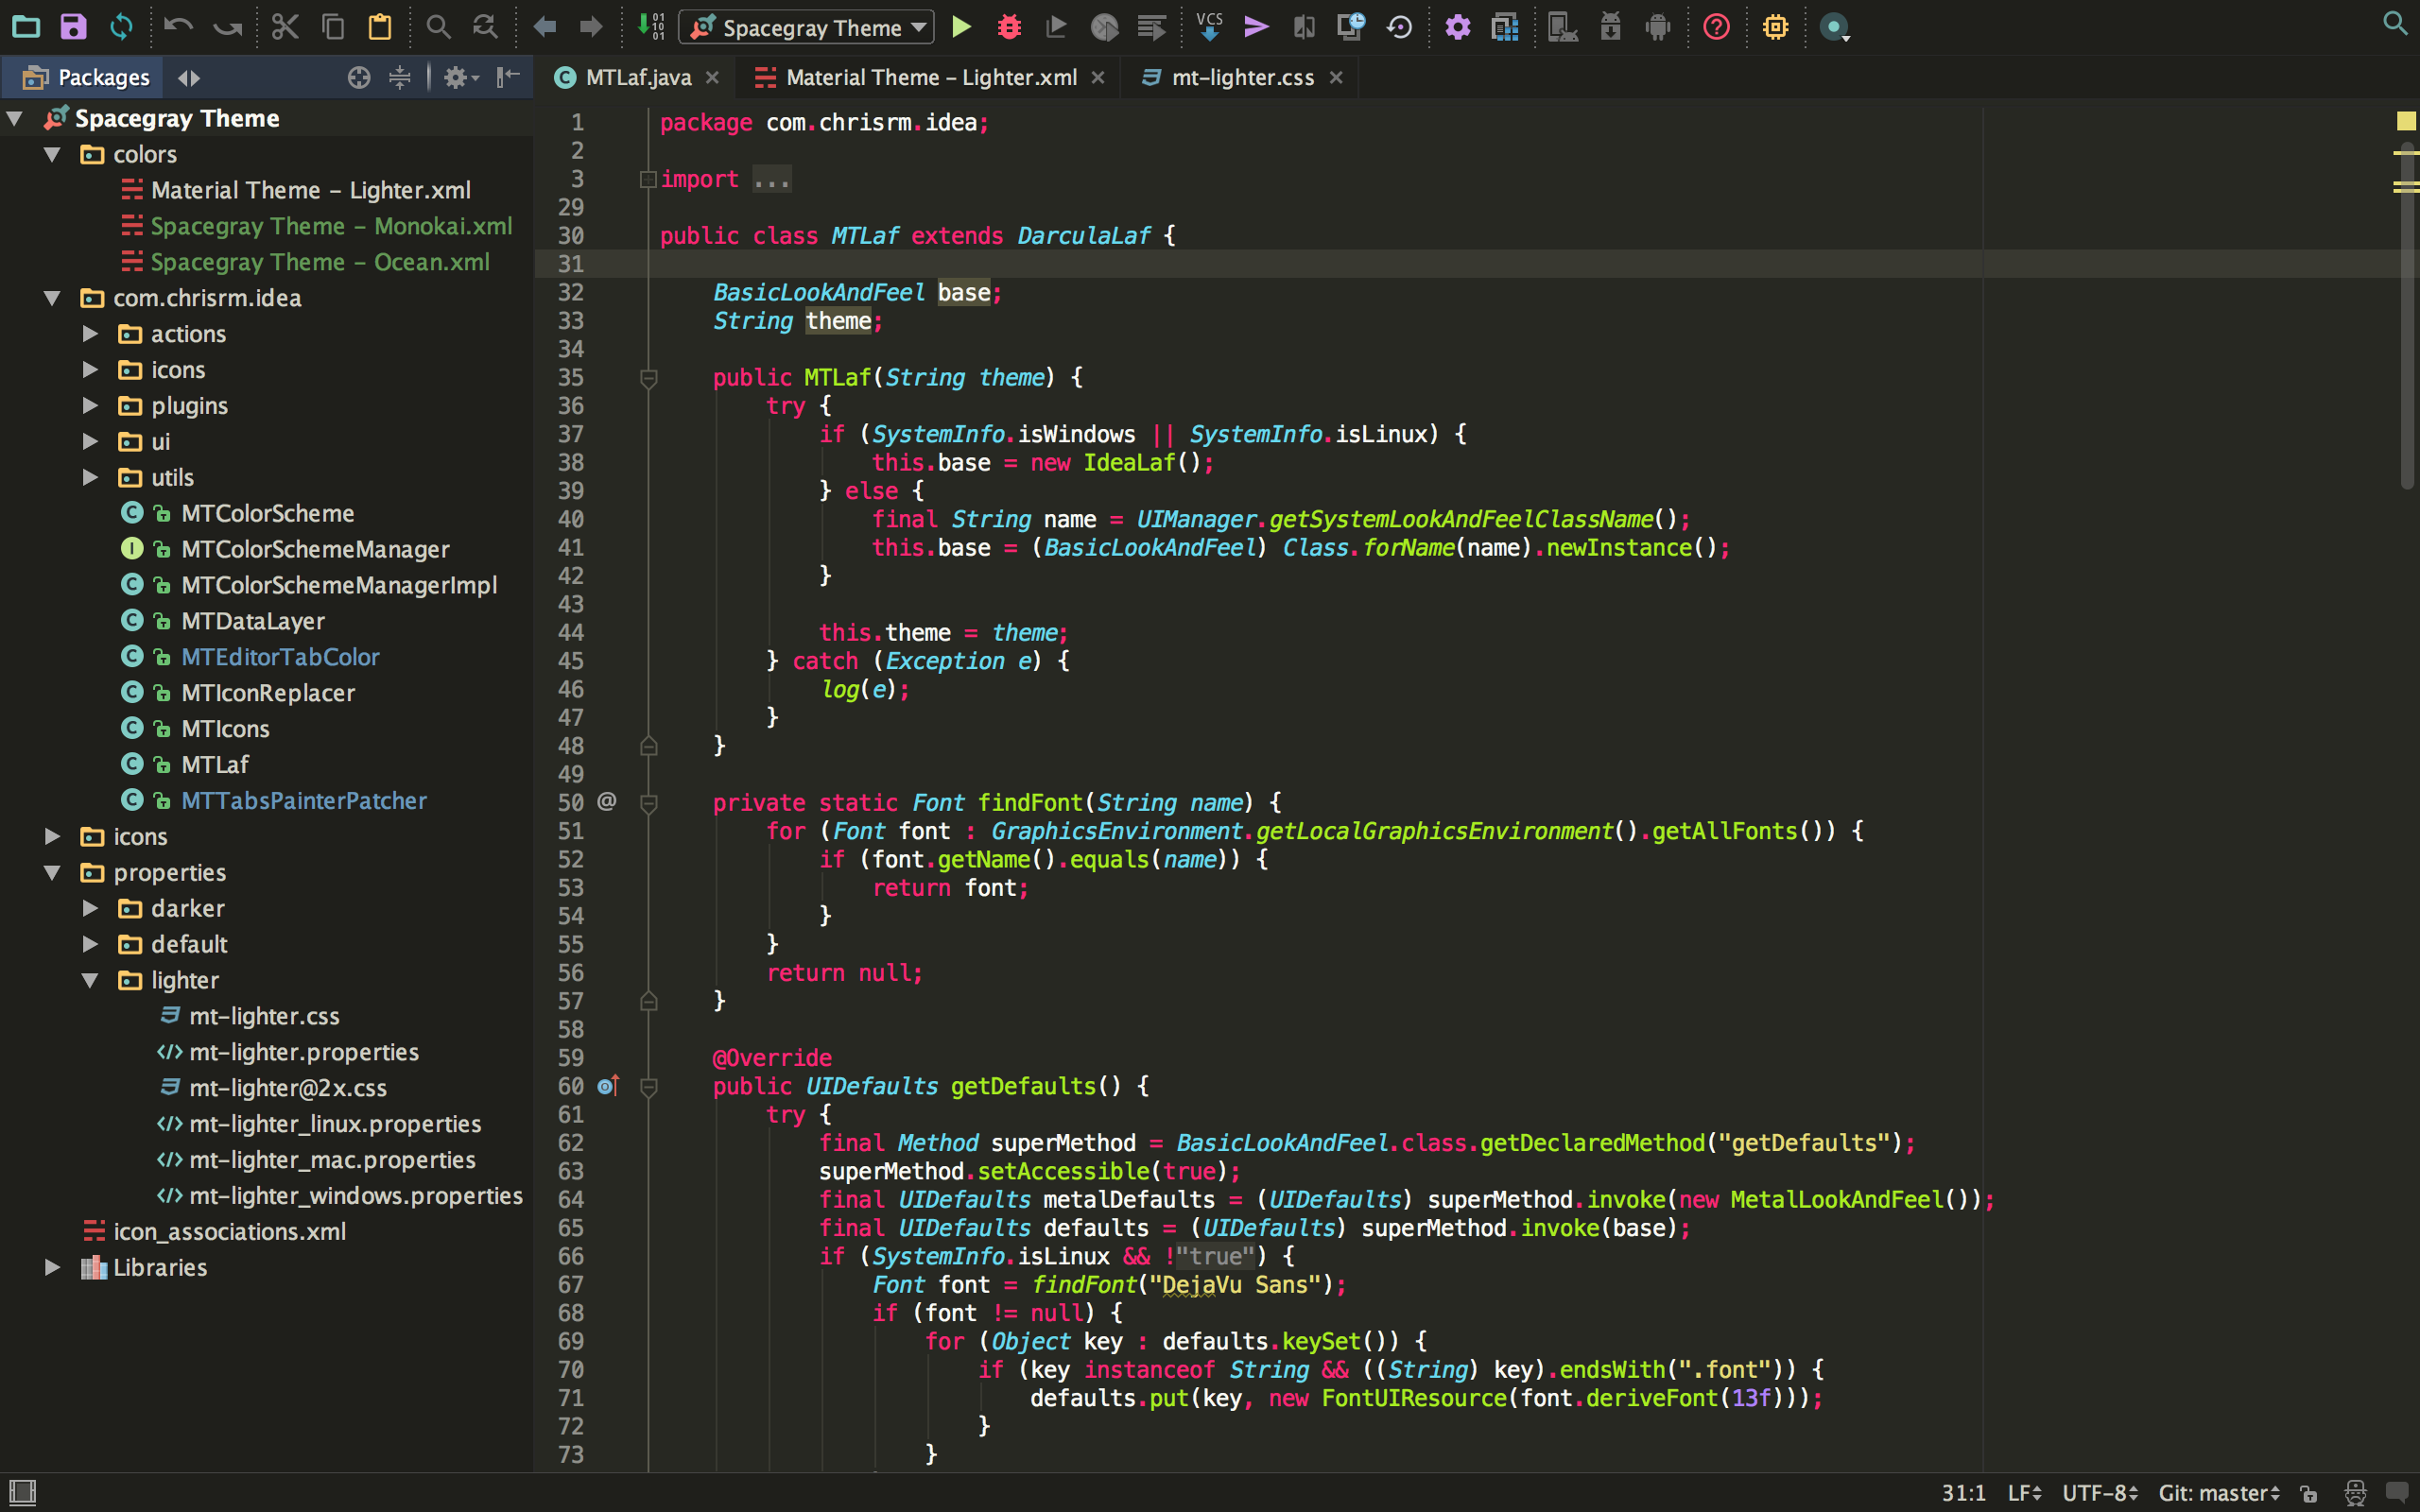 VCS
Spacegray Theme
Packages
MTLaf.java
Material Theme – Lighter.xml
mt-lighter.css
Spacegray Theme
colors
Material Theme – Lighter.xml
Spacegray Theme – Monokai.xml
Spacegray Theme – Ocean.xml
com.chrisrm.idea
actions
icons
plugins
ui
utils
C MTColorScheme
I MTColorSchemeManager
C MTColorSchemeManagerImpl
C MTDataLayer
C MTEditorTabColor
C MTIconReplacer
C MTIcons
C MTLaf
C MTTabsPainterPatcher
icons
properties
darker
default
lighter
mt-lighter.css
mt-lighter.properties
mt-lighter@2x.css
mt-lighter_linux.properties
mt-lighter_mac.properties
mt-lighter_windows.properties
icon_associations.xml
Libraries
1 package com.chrisrm.idea;
2
3 import ...
29
30 public class MTLaf extends DarculaLaf {
31
32 BasicLookAndFeel base;
33 String theme;
34
35 public MTLaf(String theme) {
36 try {
37 if (SystemInfo.isWindows || SystemInfo.isLinux) {
38 this.base = new IdeaLaf();
39 } else {
40 final String name = UIManager.getSystemLookAndFeelClassName();
41 this.base = (BasicLookAndFeel) Class.forName(name).newInstance();
42 }
43
44 this.theme = theme;
45 } catch (Exception e) {
46 log(e);
47 }
48 }
49
50 @ private static Font findFont(String name) {
51 for (Font font : GraphicsEnvironment.getLocalGraphicsEnvironment().getAllFonts()) {
52 if (font.getName().equals(name)) {
53 return font;
54 }
55 }
56 return null;
57 }
58
59 @Override
60 public UIDefaults getDefaults() {
61 try {
62 final Method superMethod = BasicLookAndFeel.class.getDeclaredMethod("getDefaults");
63 superMethod.setAccessible(true);
64 final UIDefaults metalDefaults = (UIDefaults) superMethod.invoke(new MetalLookAndFeel());
65 final UIDefaults defaults = (UIDefaults) superMethod.invoke(base);
66 if (SystemInfo.isLinux && !"true") {
67 Font font = findFont("DejaVu Sans");
68 if (font != null) {
69 for (Object key : defaults.keySet()) {
70 if (key instanceof String && ((String) key).endsWith(".font")) {
71 defaults.put(key, new FontUIResource(font.deriveFont(13f)));
72 }
73 }
31:1 LF UTF-8 Git: master